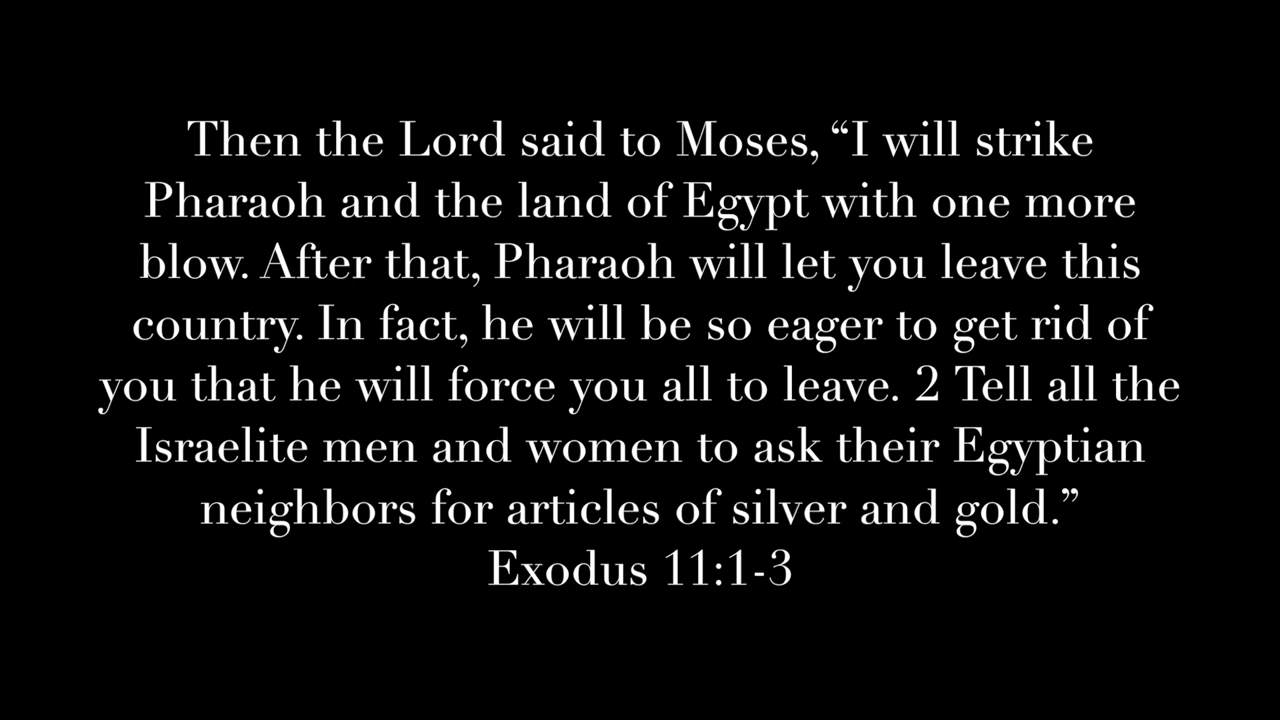 Then the Lord said to Moses, “I will strike
Pharaoh and the land of Egypt with one more
blow. After that, Pharaoh will let you leave this
country. In fact, he will be so eager to get rid of
you that he will force you all to leave. 2 Tell all the
Israelite men and women to ask their Egyptian
neighbors for articles of silver and gold.”
Exodus 11:1-3